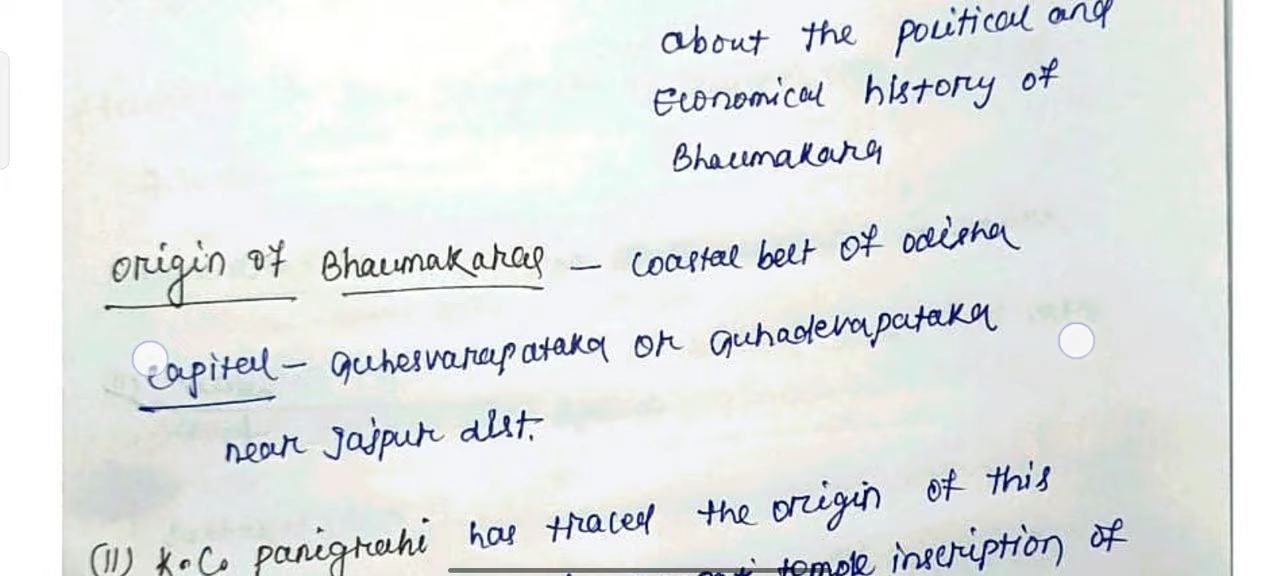 about the political and
Economical history of
Bhaumakara
origin of Bhaumakaras — coastal belt of odisha
capital – Guhesvarapataka or Guhadevapataka
near Jajpur dist.
(II) K.C. panigrahi has traced the origin of this
temple inscription of